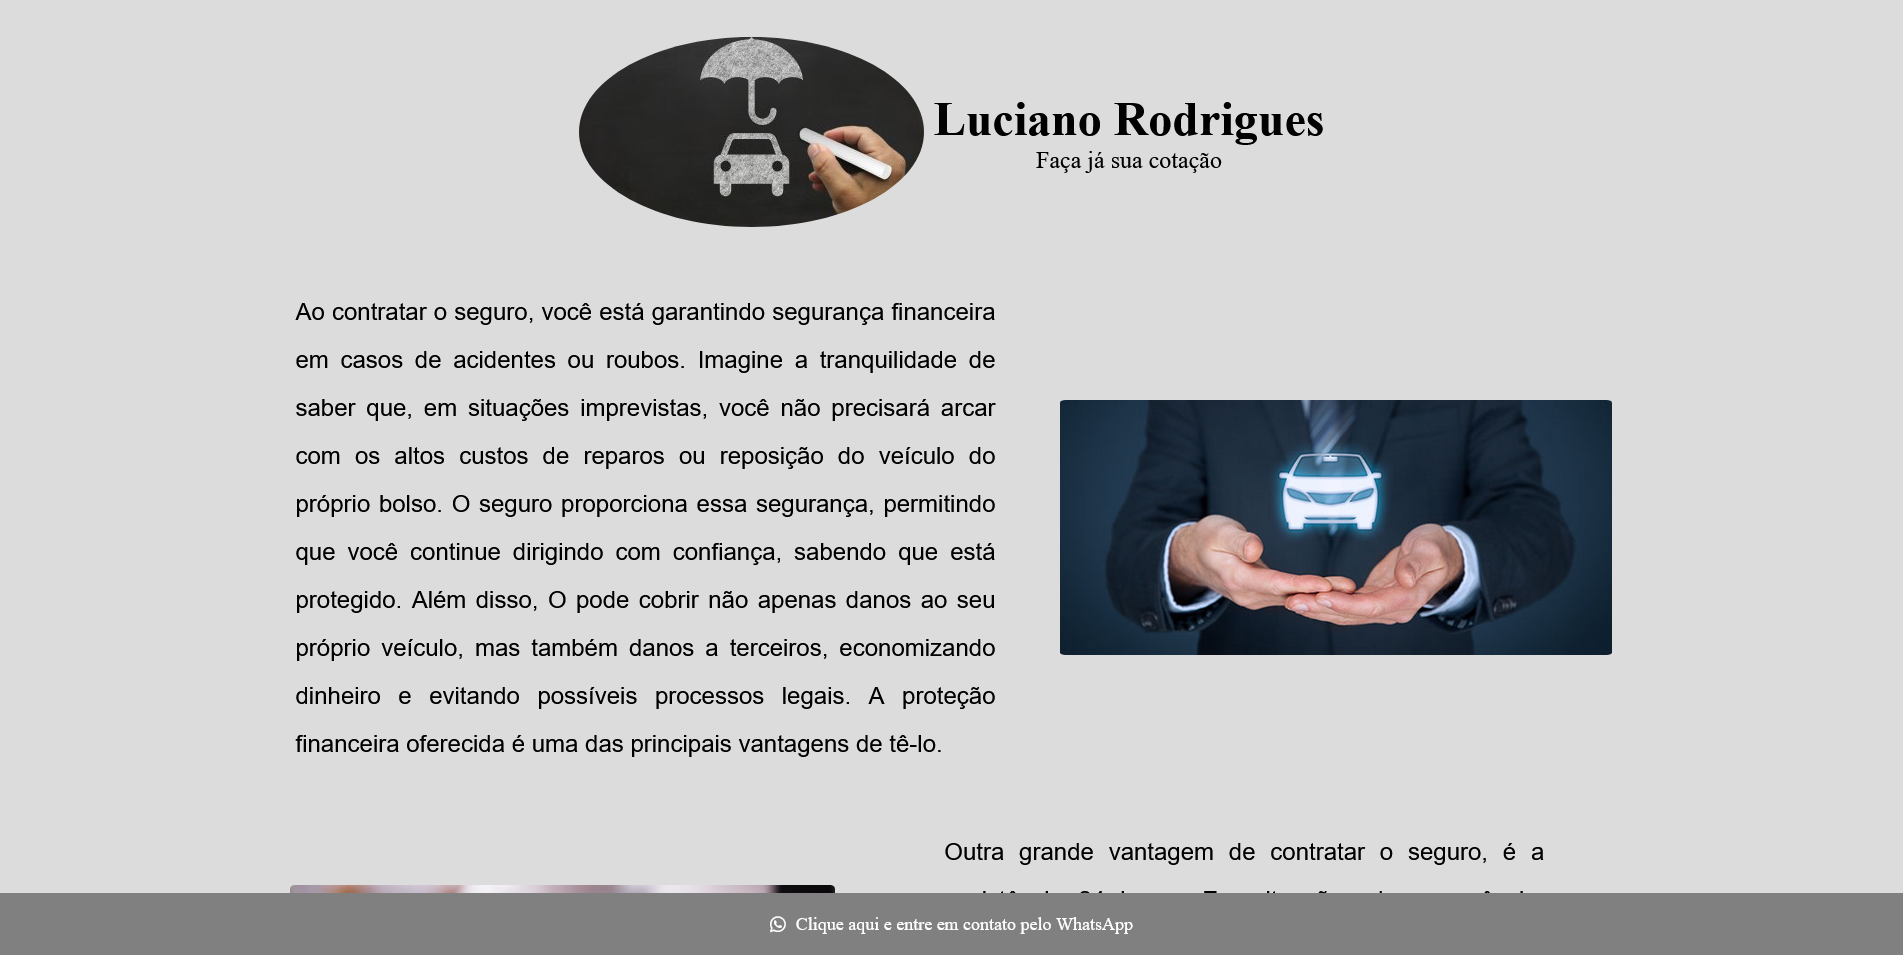 Luciano Rodrigues
Faça já sua cotação
Ao contratar o seguro, você está garantindo segurança financeira
em casos de acidentes ou roubos. Imagine a tranquilidade de
saber que, em situações imprevistas, você não precisará arcar
com os altos custos de reparos ou reposição do veículo do
próprio bolso. O seguro proporciona essa segurança, permitindo
que você continue dirigindo com confiança, sabendo que está
protegido. Além disso, O pode cobrir não apenas danos ao seu
próprio veículo, mas também danos a terceiros, economizando
dinheiro e evitando possíveis processos legais. A proteção
financeira oferecida é uma das principais vantagens de tê-lo.
Outra grande vantagem de contratar o seguro, é a
Clique aqui e entre em contato pelo WhatsApp